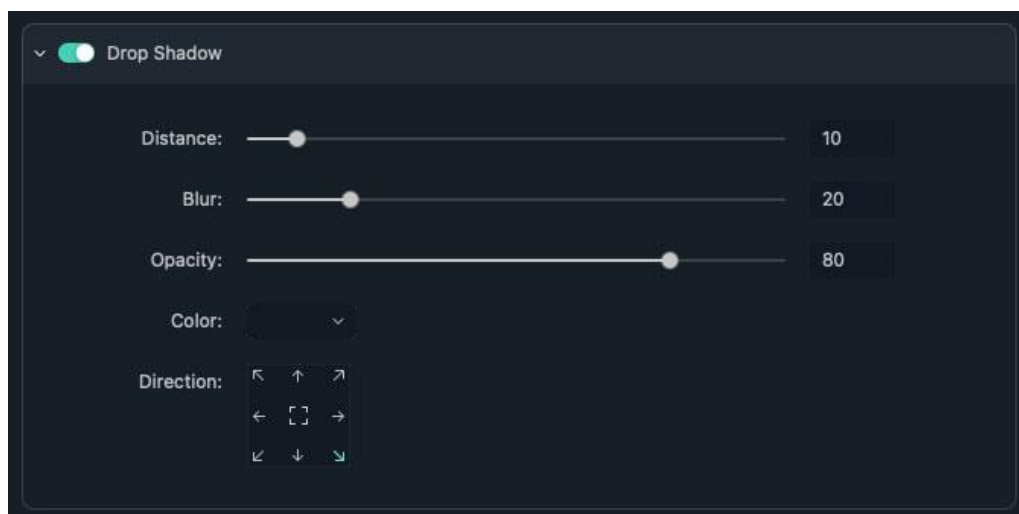 Drop Shadow
Distance: 10
Blur: 20
Opacity: 80
Color:
Direction: